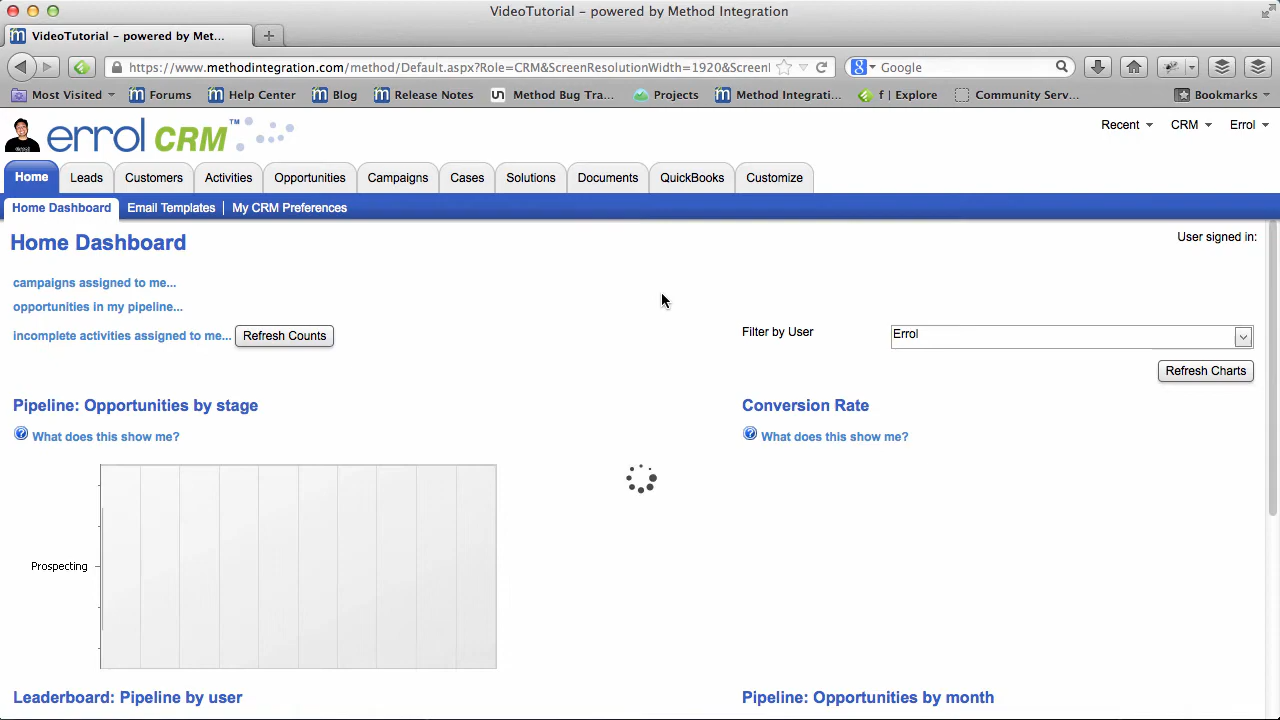 VideoTutorial – powered by Method Integration
VideoTutorial – powered by Met...
https://www.methodintegration.com/method/Default.aspx?Role=CRM&ScreenResolutionWidth=1920&Screenl
Google
Most Visited
Forums
Help Center
Blog
Release Notes
Method Bug Tra...
Projects
Method Integrati...
f | Explore
Community Serv...
Bookmarks
errol CRM™
Recent
CRM
Errol
Home
Leads
Customers
Activities
Opportunities
Campaigns
Cases
Solutions
Documents
QuickBooks
Customize
Home Dashboard
Email Templates
My CRM Preferences
Home Dashboard
User signed in:
campaigns assigned to me...
opportunities in my pipeline...
incomplete activities assigned to me...
Refresh Counts
Filter by User
Errol
Refresh Charts
Pipeline: Opportunities by stage
Conversion Rate
What does this show me?
What does this show me?
Prospecting
Leaderboard: Pipeline by user
Pipeline: Opportunities by month